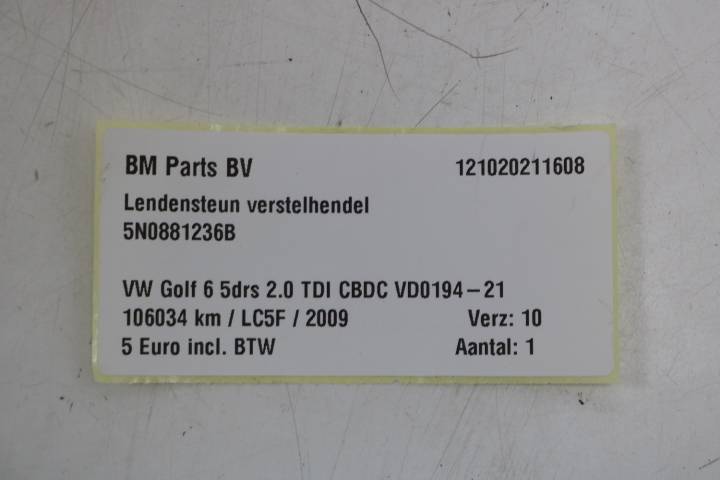 BM Parts BV 121020211608
Lendensteun verstelhendel
5N0881236B
VW Golf 6 5drs 2.0 TDI CBDC VD0194-21
106034 km / LC5F / 2009 Verz: 10
5 Euro incl. BTW Aantal: 1